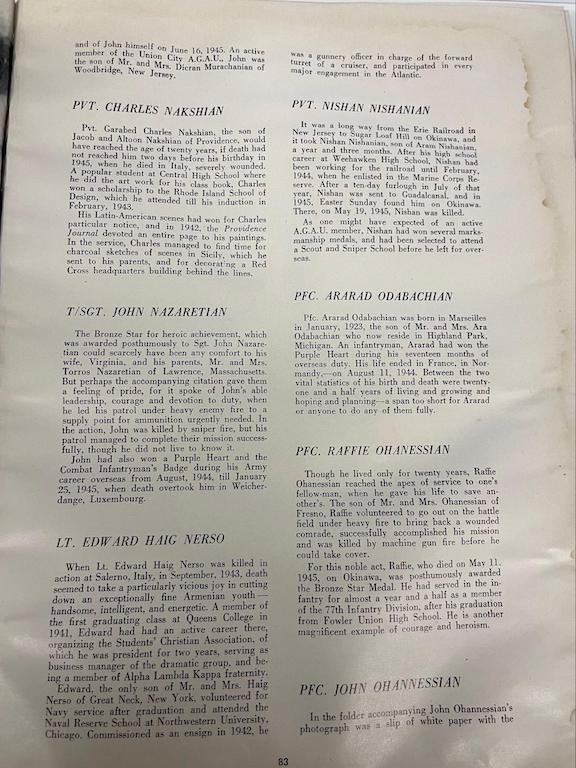 and of John himself on June 16, 1945. An active
member of the Union City A.G.A.U., John was
the son of Mr. and Mrs. Dicran Murachanian of
Woodbridge, New Jersey.
PVT. CHARLES NAKSHIAN
Pvt. Garabed Charles Nakshian, the son of
Jacob and Altoon Nakshian of Providence, would
have reached the age of twenty years, if death had
not reached him two days before his birthday in
1945, when he died in Italy, severely wounded.
A popular student at Central High School where
he did the art work for his class book, Charles
won a scholarship to the Rhode Island School of
Design, which he attended till his induction in
February, 1943.
His Latin-American scenes had won for Charles
particular notice, and in 1942, the Providence
Journal devoted an entire page to his paintings.
In the service, Charles managed to find time for
charcoal sketches of scenes in Sicily, which he
sent to his parents, and for decorating a Red
Cross headquarters building behind the lines.
T/SGT. JOHN NAZARETIAN
The Bronze Star for heroic achievement, which
was awarded posthumously to Sgt. John Nazare-
tian could scarcely have been any comfort to his
wife, Virginia, and his parents, Mr. and Mrs.
Torros Nazaretian of Lawrence, Massachusetts.
But perhaps the accompanying citation gave them
a feeling of pride, for it spoke of John's able
leadership, courage and devotion to duty, when
he led his patrol under heavy enemy fire to a
supply point for ammunition urgently needed. In
the action, John was killed by sniper fire, but his
patrol managed to complete their mission success-
fully, though he did not live to know it.
John had also won a Purple Heart and the
Combat Infantryman's Badge during his Army
career overseas from August, 1944, till January
25, 1945, when death overtook him in Weicher-
dange, Luxembourg.
LT. EDWARD HAIG NERSO
When Lt. Edward Haig Nerso was killed in
action at Salerno, Italy, in September, 1943, death
seemed to take a particularly vicious joy in cutting
down an exceptionally fine Armenian youth—
handsome, intelligent, and energetic. A member of
the first graduating class at Queens College in
1941, Edward had had an active career there,
organizing the Students' Christian Association, of
which he was president for two years, serving as
business manager of the dramatic group, and be-
ing a member of Alpha Lambda Kappa fraternity.
Edward, the only son of Mr. and Mrs. Haig
Nerso of Great Neck, New York, volunteered for
Navy service after graduation and attended the
Naval Reserve School at Northwestern University,
Chicago. Commissioned as an ensign in 1942, he
was a gunnery officer in charge of the forward
turret of a cruiser, and participated in every
major engagement in the Atlantic.
PVT. NISHAN NISHANIAN
It was a long way from the Erie Railroad in
New Jersey to Sugar Loaf Hill on Okinawa, and
it took Nishan Nishanian, son of Aram Nishanian,
a year and three months. After his high school
career at Weehawken High School, Nishan had
been working for the railroad until February,
1944, when he enlisted in the Marine Corps Re-
serve. After a ten-day furlough in July of that
year, Nishan was sent to Guadalcanal, and in
1945, Easter Sunday found him on Okinawa.
There, on May 19, 1945, Nishan was killed.
As one might have expected of an active
A.G.A.U. member, Nishan had won several marks-
manship medals, and had been selected to attend
a Scout and Sniper School before he left for over-
seas.
PFC. ARARAD ODABACHIAN
Pfc. Ararad Odabachian was born in Marseilles
in January, 1923, the son of Mr. and Mrs. Ara
Odabachian who now reside in Highland Park,
Michigan. An infantryman, Ararad had won the
Purple Heart during his seventeen months of
overseas duty. His life ended in France, in Nor-
mandy,—on August 11, 1944. Between the two
vital statistics of his birth and death were twenty-
one and a half years of living and growing and
hoping and planning—a span too short for Ararad
or anyone to do any of them fully.
PFC. RAFFIE OHANESSIAN
Though he lived only for twenty years, Raffie
Ohanessian reached the apex of service to one's
fellow-man, when he gave his life to save an-
other's. The son of Mr. and Mrs. Ohanessian of
Fresno, Raffie volunteered to go out on the battle
field under heavy fire to bring back a wounded
comrade, successfully accomplished his mission
and was killed by machine gun fire before he
could take cover.
For this noble act, Raffie, who died on May 11,
1945, on Okinawa, was posthumously awarded
the Bronze Star Medal. He had served in the in-
fantry for almost a year and a half as a member
of the 77th Infantry Division, after his graduation
from Fowler Union High School. He is another
magnificent example of courage and heroism.
PFC. JOHN OHANNESSIAN
In the folder accompanying John Ohannessian's
photograph was a slip of white paper with the
83